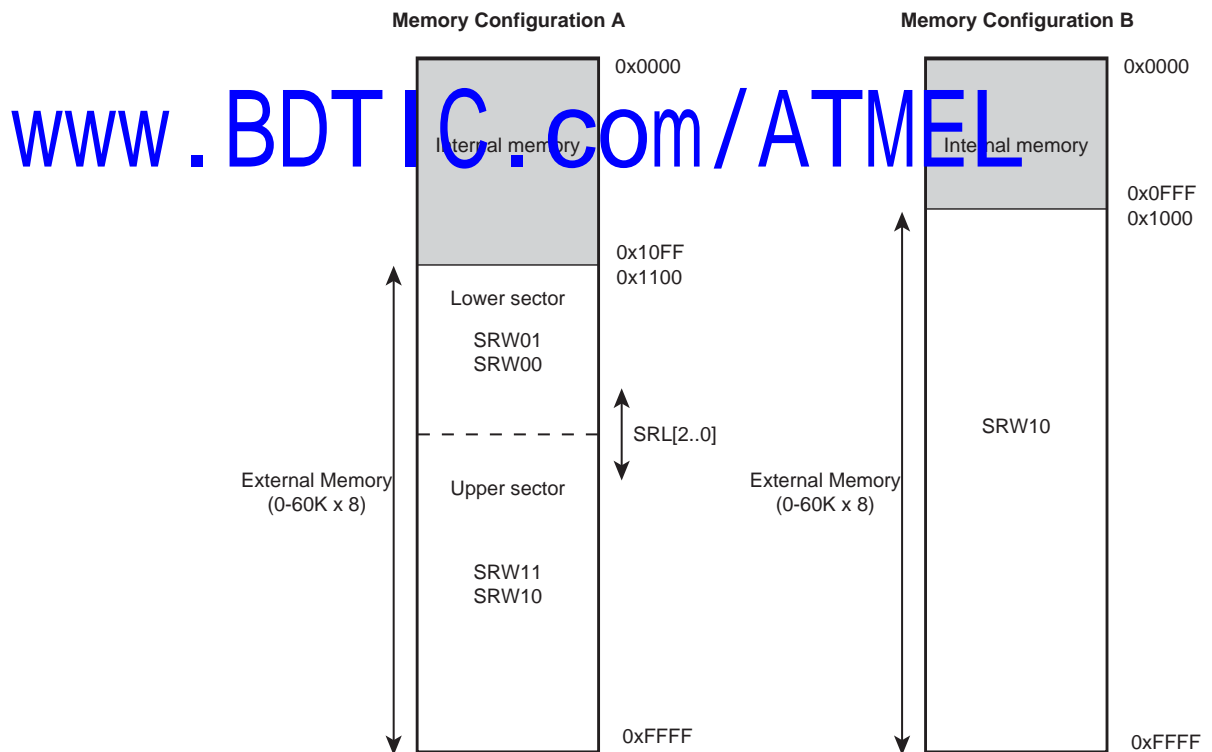 Memory Configuration A
0x0000
Internal memory
0x10FF
0x1100
Lower sector
SRW01
SRW00
SRL[2..0]
External Memory
(0-60K x 8)
Upper sector
SRW11
SRW10
0xFFFF
Memory Configuration B
0x0000
Internal memory
0x0FFF
0x1000
SRW10
External Memory
(0-60K x 8)
0xFFFF
www.BDTIC.com/ATMEL